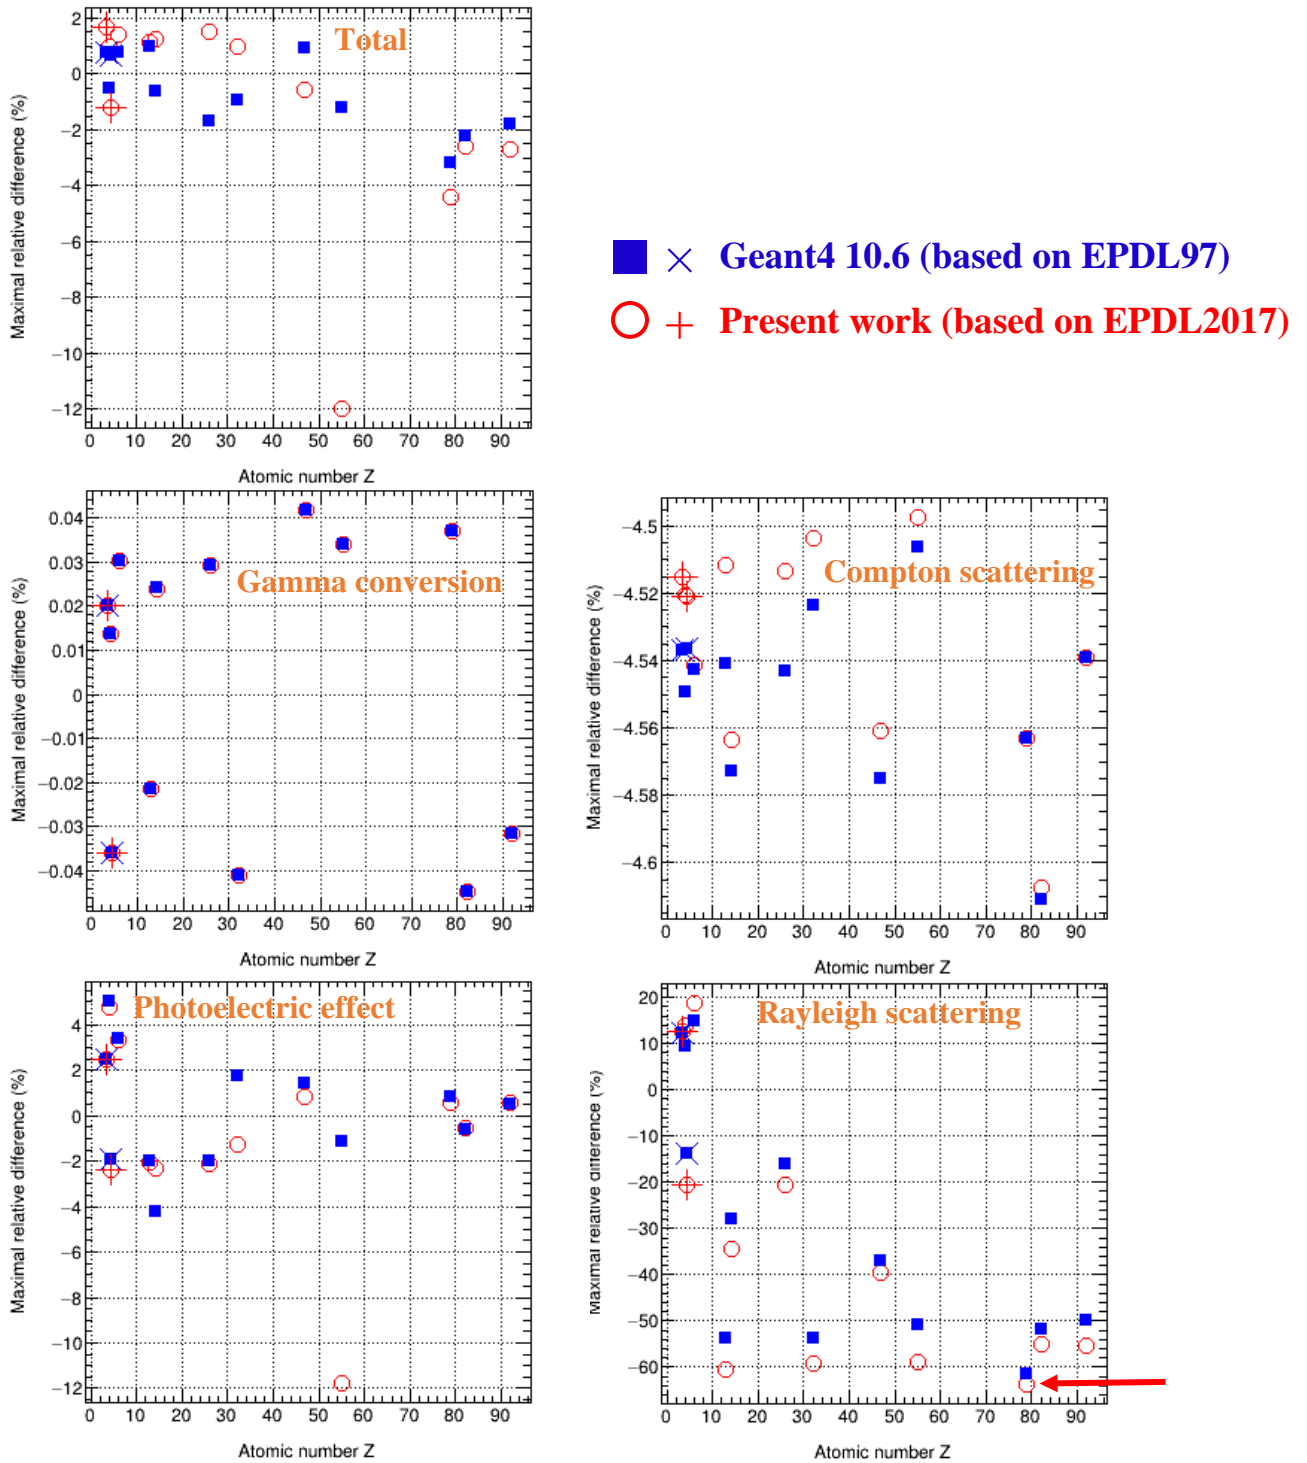 Total
2
0
−2
−4
−6
−8
−10
−12
Maximal relative difference (%)
0 10 20 30 40 50 60 70 80 90
Atomic number Z
Geant4 10.6 (based on EPDL97)
Present work (based on EPDL2017)
Gamma conversion
0.04
0.03
0.02
0.01
0
−0.01
−0.02
−0.03
−0.04
Maximal relative difference (%)
0 10 20 30 40 50 60 70 80 90
Atomic number Z
Compton scattering
−4.5
−4.52
−4.54
−4.56
−4.58
−4.6
Maximal relative difference (%)
0 10 20 30 40 50 60 70 80 90
Atomic number Z
Photoelectric effect
4
2
0
−2
−4
−6
−8
−10
−12
Maximal relative difference (%)
0 10 20 30 40 50 60 70 80 90
Atomic number Z
Rayleigh scattering
20
10
0
−10
−20
−30
−40
−50
−60
Maximal relative difference (%)
0 10 20 30 40 50 60 70 80 90
Atomic number Z